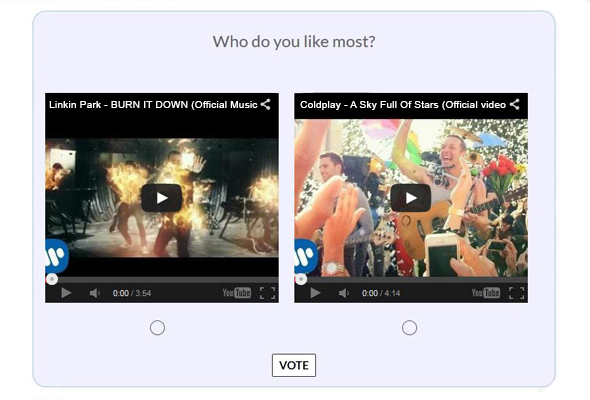 Who do you like most?
Linkin Park - BURN IT DOWN (Official Music
Coldplay - A Sky Full Of Stars (Official video
W
W
0:00 / 3:54
YouTube
0:00 / 4:14
YouTube
VOTE